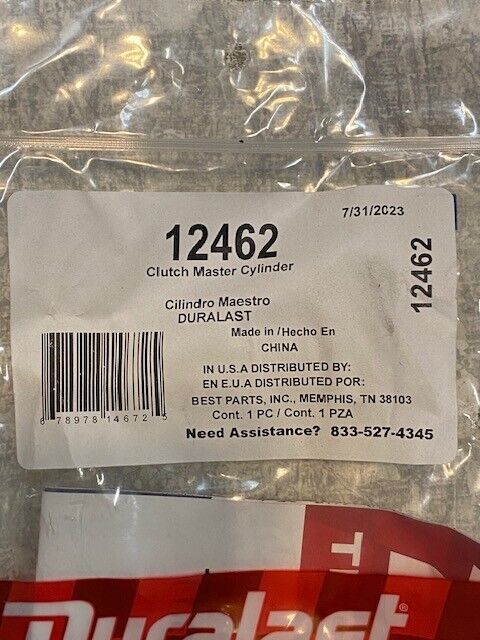 7/31/2023
12462
Clutch Master Cylinder
12462
Cilindro Maestro
DURALAST
Made in /Hecho En
CHINA
IN U.S.A DISTRIBUTED BY:
EN E.U.A DISTRIBUIDO POR:
BEST PARTS, INC., MEMPHIS, TN 38103
Cont. 1 PC / Cont. 1 PZA
Need Assistance? 833-527-4345
6 78978 14672 5
Duralast®